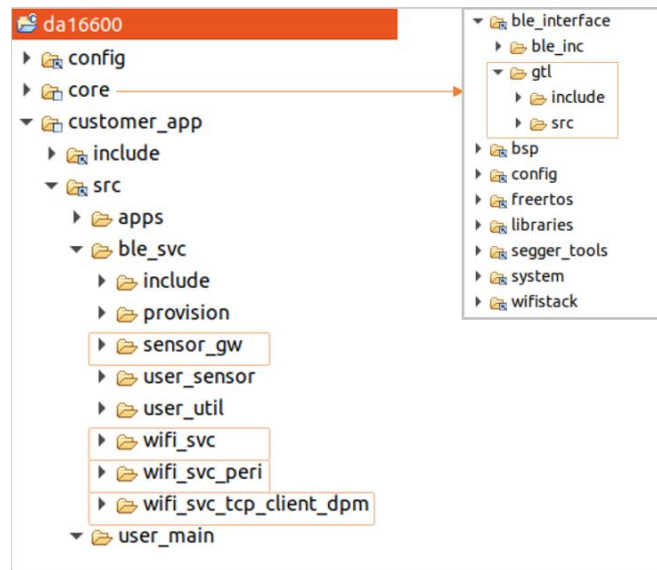 da16600
config
core
customer_app
include
src
apps
ble_svc
include
provision
sensor_gw
user_sensor
user_util
wifi_svc
wifi_svc_peri
wifi_svc_tcp_client_dpm
user_main
ble_interface
ble_inc
gtl
include
src
bsp
config
freertos
libraries
segger_tools
system
wifistack